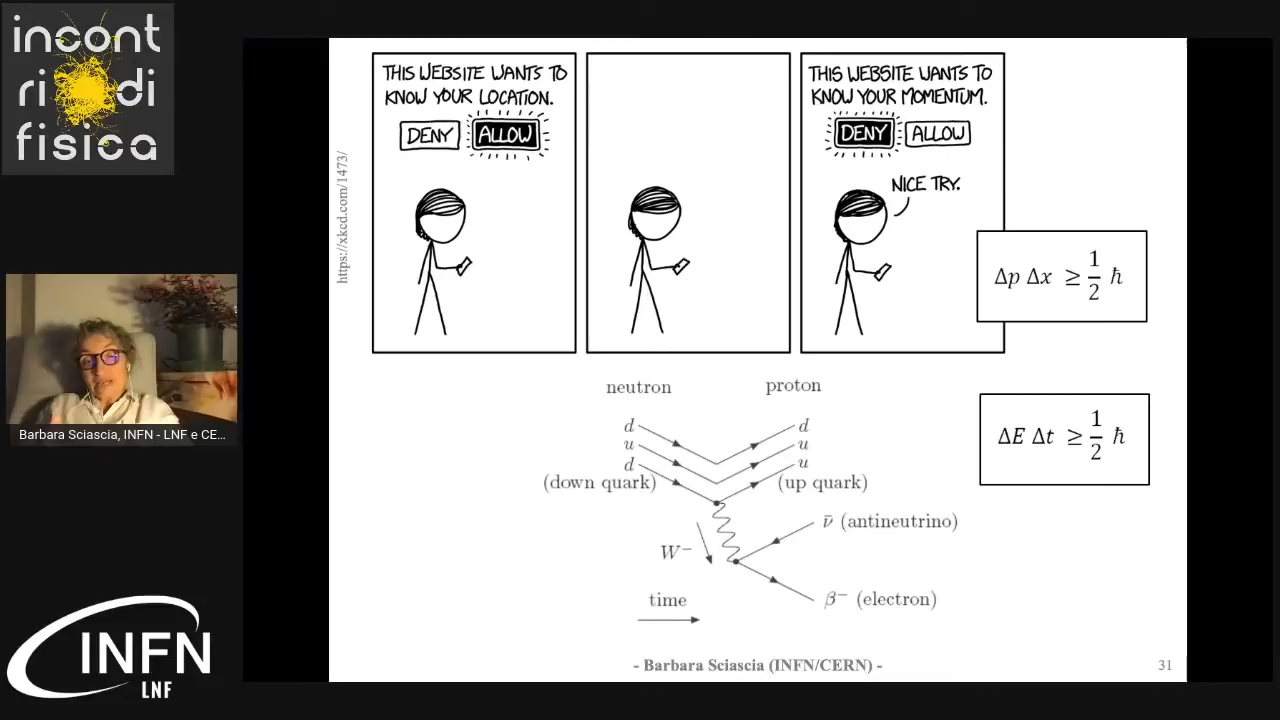 incont
ri di
fisica
THIS WEBSITE WANTS TO
KNOW YOUR LOCATION.
DENY ALLOW
THIS WEBSITE WANTS TO
KNOW YOUR MOMENTUM.
DENY ALLOW
NICE TRY.
https://xkcd.com/1473/
Δp Δx ≥ 1/2 ħ
ΔE Δt ≥ 1/2 ħ
neutron proton
d d
u u
d u
(down quark) (up quark)
ν̄ (antineutrino)
W⁻
time
β⁻ (electron)
Barbara Sciascia, INFN - LNF e CE...
INFN
LNF
- Barbara Sciascia (INFN/CERN) -
31